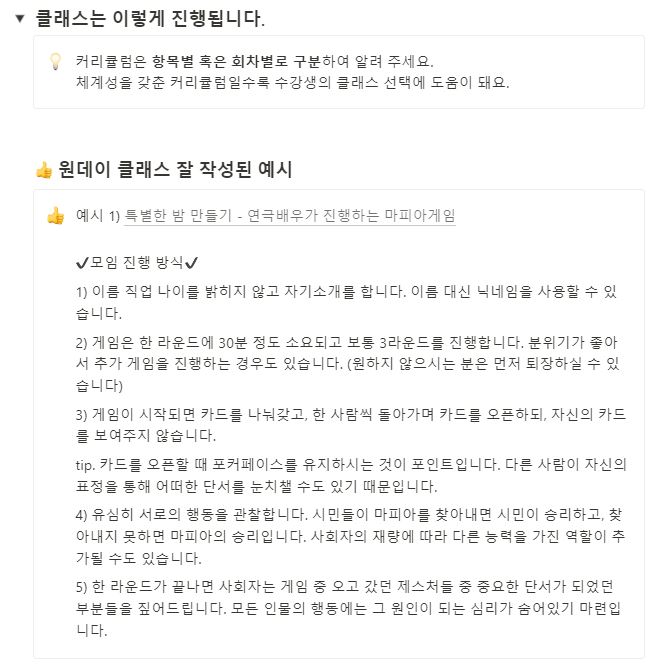 ▼ 클래스는 이렇게 진행됩니다.
💡 커리큘럼은 항목별 혹은 회차별로 구분하여 알려 주세요.
체계성을 갖춘 커리큘럼일수록 수강생의 클래스 선택에 도움이 돼요.
👍 원데이 클래스 잘 작성된 예시
👍 예시 1) 특별한 밤 만들기 - 연극배우가 진행하는 마피아게임
✔모임 진행 방식✔
1) 이름 직업 나이를 밝히지 않고 자기소개를 합니다. 이름 대신 닉네임을 사용할 수 있
습니다.
2) 게임은 한 라운드에 30분 정도 소요되고 보통 3라운드를 진행합니다. 분위기가 좋아
서 추가 게임을 진행하는 경우도 있습니다. (원하지 않으시는 분은 먼저 퇴장하실 수 있
습니다)
3) 게임이 시작되면 카드를 나눠갖고, 한 사람씩 돌아가며 카드를 오픈하되, 자신의 카드
를 보여주지 않습니다.
tip. 카드를 오픈할 때 포커페이스를 유지하시는 것이 포인트입니다. 다른 사람이 자신의
표정을 통해 어떠한 단서를 눈치챌 수도 있기 때문입니다.
4) 유심히 서로의 행동을 관찰합니다. 시민들이 마피아를 찾아내면 시민이 승리하고, 찾
아내지 못하면 마피아의 승리입니다. 사회자의 재량에 따라 다른 능력을 가진 역할이 추
가될 수도 있습니다.
5) 한 라운드가 끝나면 사회자는 게임 중 오고 갔던 제스처들 중 중요한 단서가 되었던
부분들을 짚어드립니다. 모든 인물의 행동에는 그 원인이 되는 심리가 숨어있기 마련입
니다.